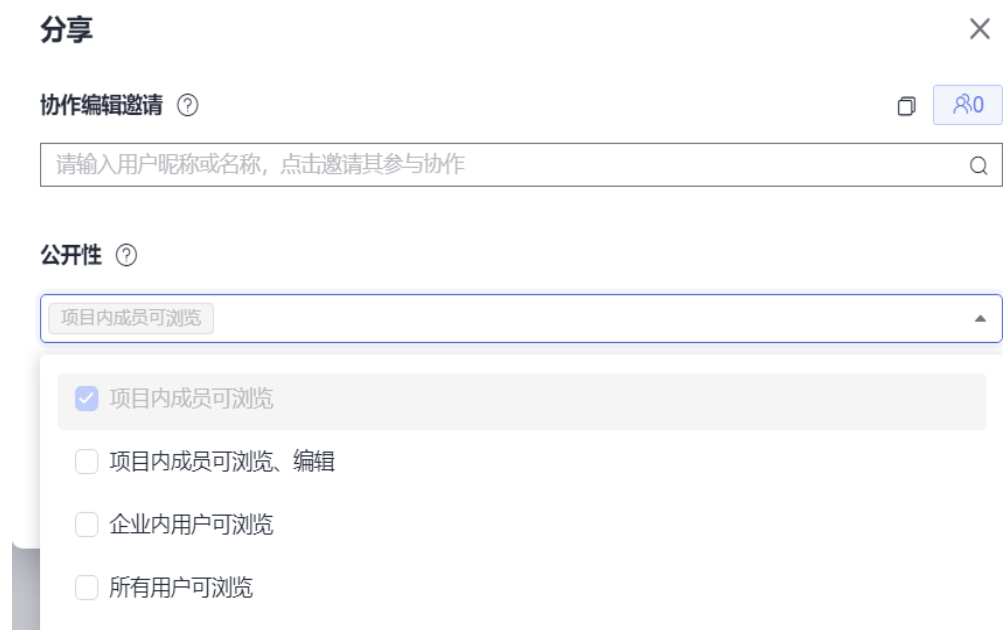 分享
协作编辑邀请
0
请输入用户昵称或名称，点击邀请其参与协作
公开性
项目内成员可浏览
项目内成员可浏览
项目内成员可浏览、编辑
企业内用户可浏览
所有用户可浏览